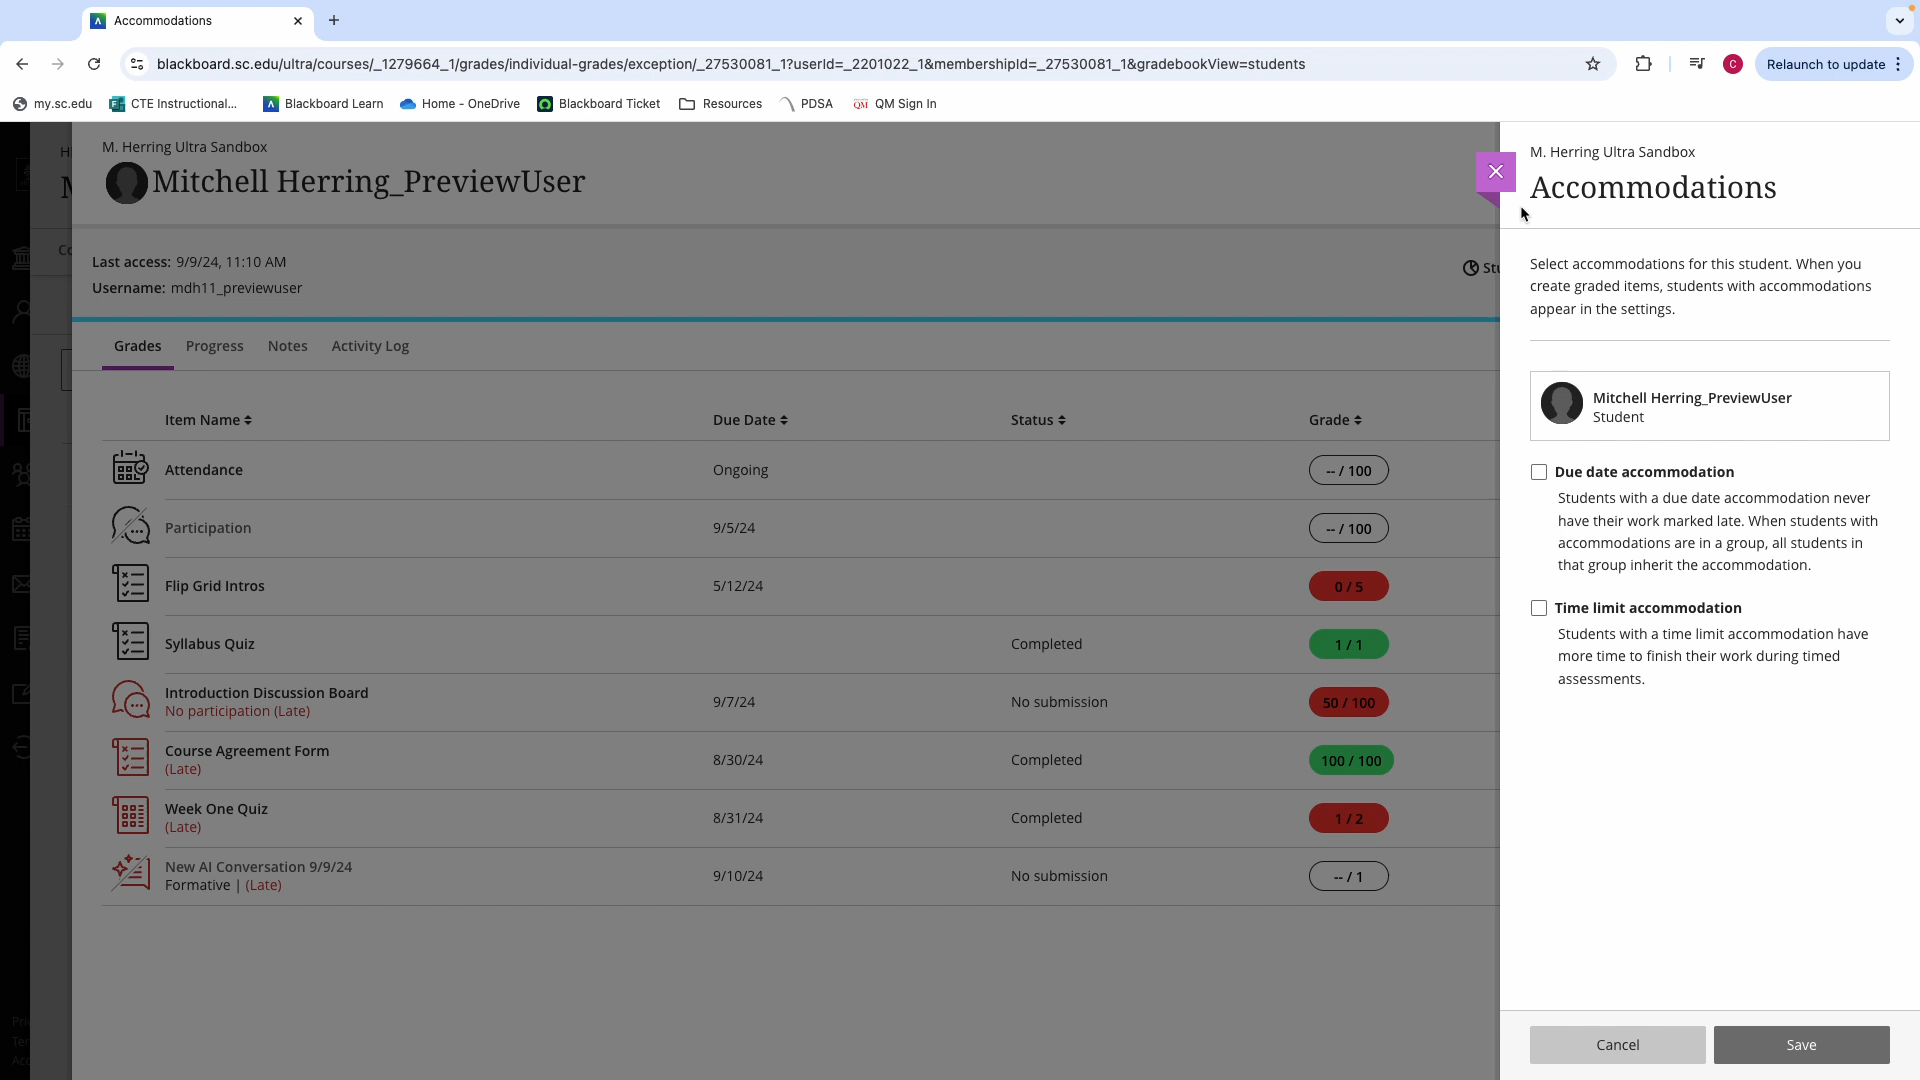 Accommodations
blackboard.sc.edu/ultra/courses/_1279664_1/grades/individual-grades/exception/_27530081_1?userId=_2201022_1&membershipId=_27530081_1&gradebookView=students
C
Relaunch to update
my.sc.edu
CTE Instructional...
Blackboard Learn
Home - OneDrive
Blackboard Ticket
Resources
PDSA
QM
QM Sign In
M. Herring Ultra Sandbox
Mitchell Herring_PreviewUser
Last access: 9/9/24, 11:10 AM
Username: mdh11_previewuser
Stu
Grades Progress Notes Activity Log
Item Name Due Date Status Grade
Attendance Ongoing -- / 100
Participation 9/5/24 -- / 100
Flip Grid Intros 5/12/24 0 / 5
Syllabus Quiz Completed 1 / 1
Introduction Discussion Board 9/7/24 No submission 50 / 100
No participation (Late)
Course Agreement Form 8/30/24 Completed 100 / 100
(Late)
Week One Quiz 8/31/24 Completed 1 / 2
(Late)
New AI Conversation 9/9/24 9/10/24 No submission -- / 1
Formative | (Late)
M. Herring Ultra Sandbox
Accommodations
Select accommodations for this student. When you
create graded items, students with accommodations
appear in the settings.
Mitchell Herring_PreviewUser
Student
Due date accommodation
Students with a due date accommodation never
have their work marked late. When students with
accommodations are in a group, all students in
that group inherit the accommodation.
Time limit accommodation
Students with a time limit accommodation have
more time to finish their work during timed
assessments.
Cancel
Save